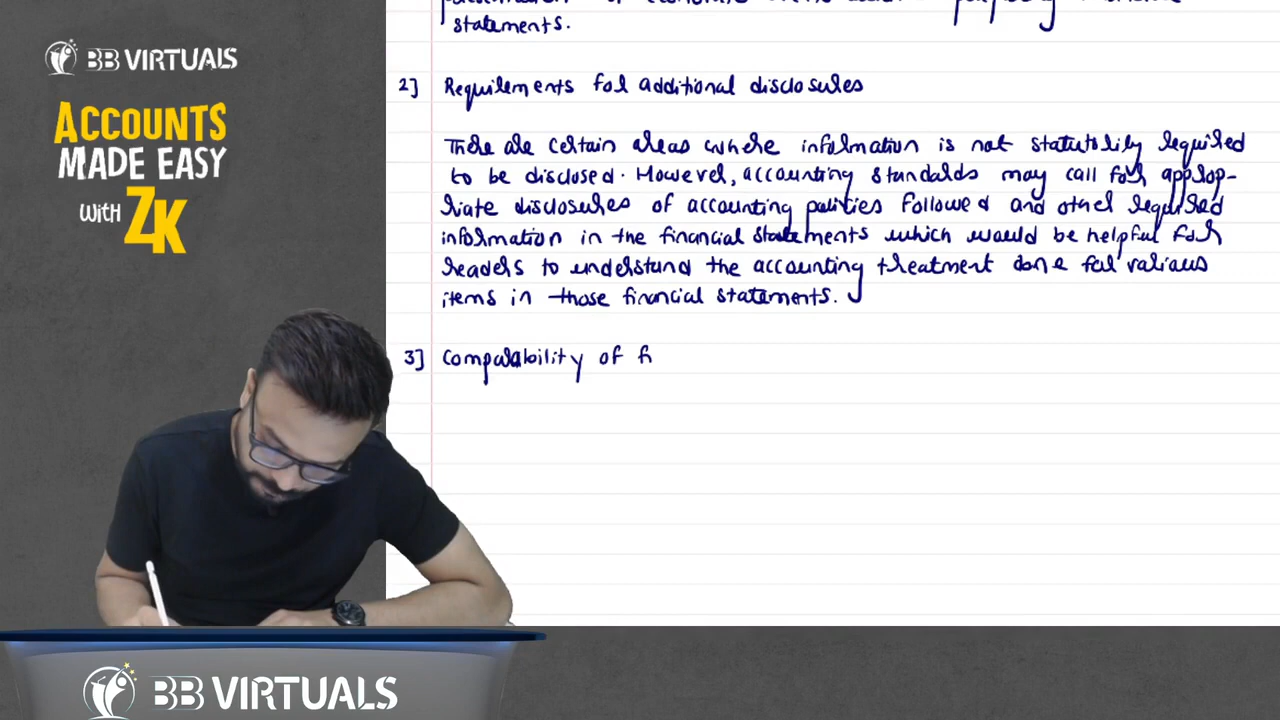 BB VIRTUALS
ACCOUNTS
MADE EASY
WITH ZK
statements.
2] Requirements for additional disclosures
There are certain areas where information is not statutorily required
to be disclosed. However, accounting standards may call for approp-
riate disclosures of accounting policies followed and other required
information in the financial statements which would be helpful for
readers to understand the accounting treatment done for various
items in those financial statements.
3] Comparability of fi
BB VIRTUALS